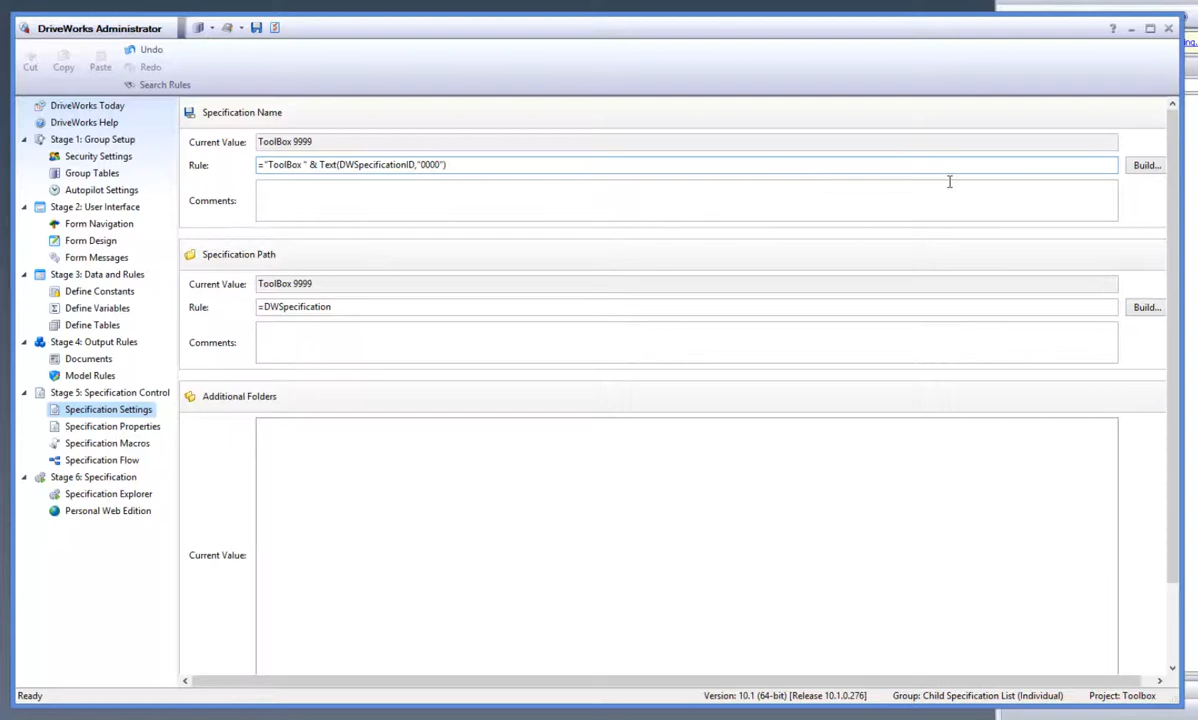 DriveWorks Administrator
Undo
Cut
Copy
Paste
Redo
Search Rules
DriveWorks Today
DriveWorks Help
Stage 1: Group Setup
Security Settings
Group Tables
Autopilot Settings
Stage 2: User Interface
Form Navigation
Form Design
Form Messages
Stage 3: Data and Rules
Define Constants
Define Variables
Define Tables
Stage 4: Output Rules
Documents
Model Rules
Stage 5: Specification Control
Specification Settings
Specification Properties
Specification Macros
Specification Flow
Stage 6: Specification
Specification Explorer
Personal Web Edition
Specification Name
Current Value: ToolBox 9999
Rule: ="ToolBox " & Text(DWSpecificationID,"0000") Build...
Comments:
Specification Path
Current Value: ToolBox 9999
Rule: =DWSpecification Build...
Comments:
Additional Folders
Current Value:
Ready
Version: 10.1 (64-bit) [Release 10.1.0.276]
Group: Child Specification List (Individual)
Project: Toolbox